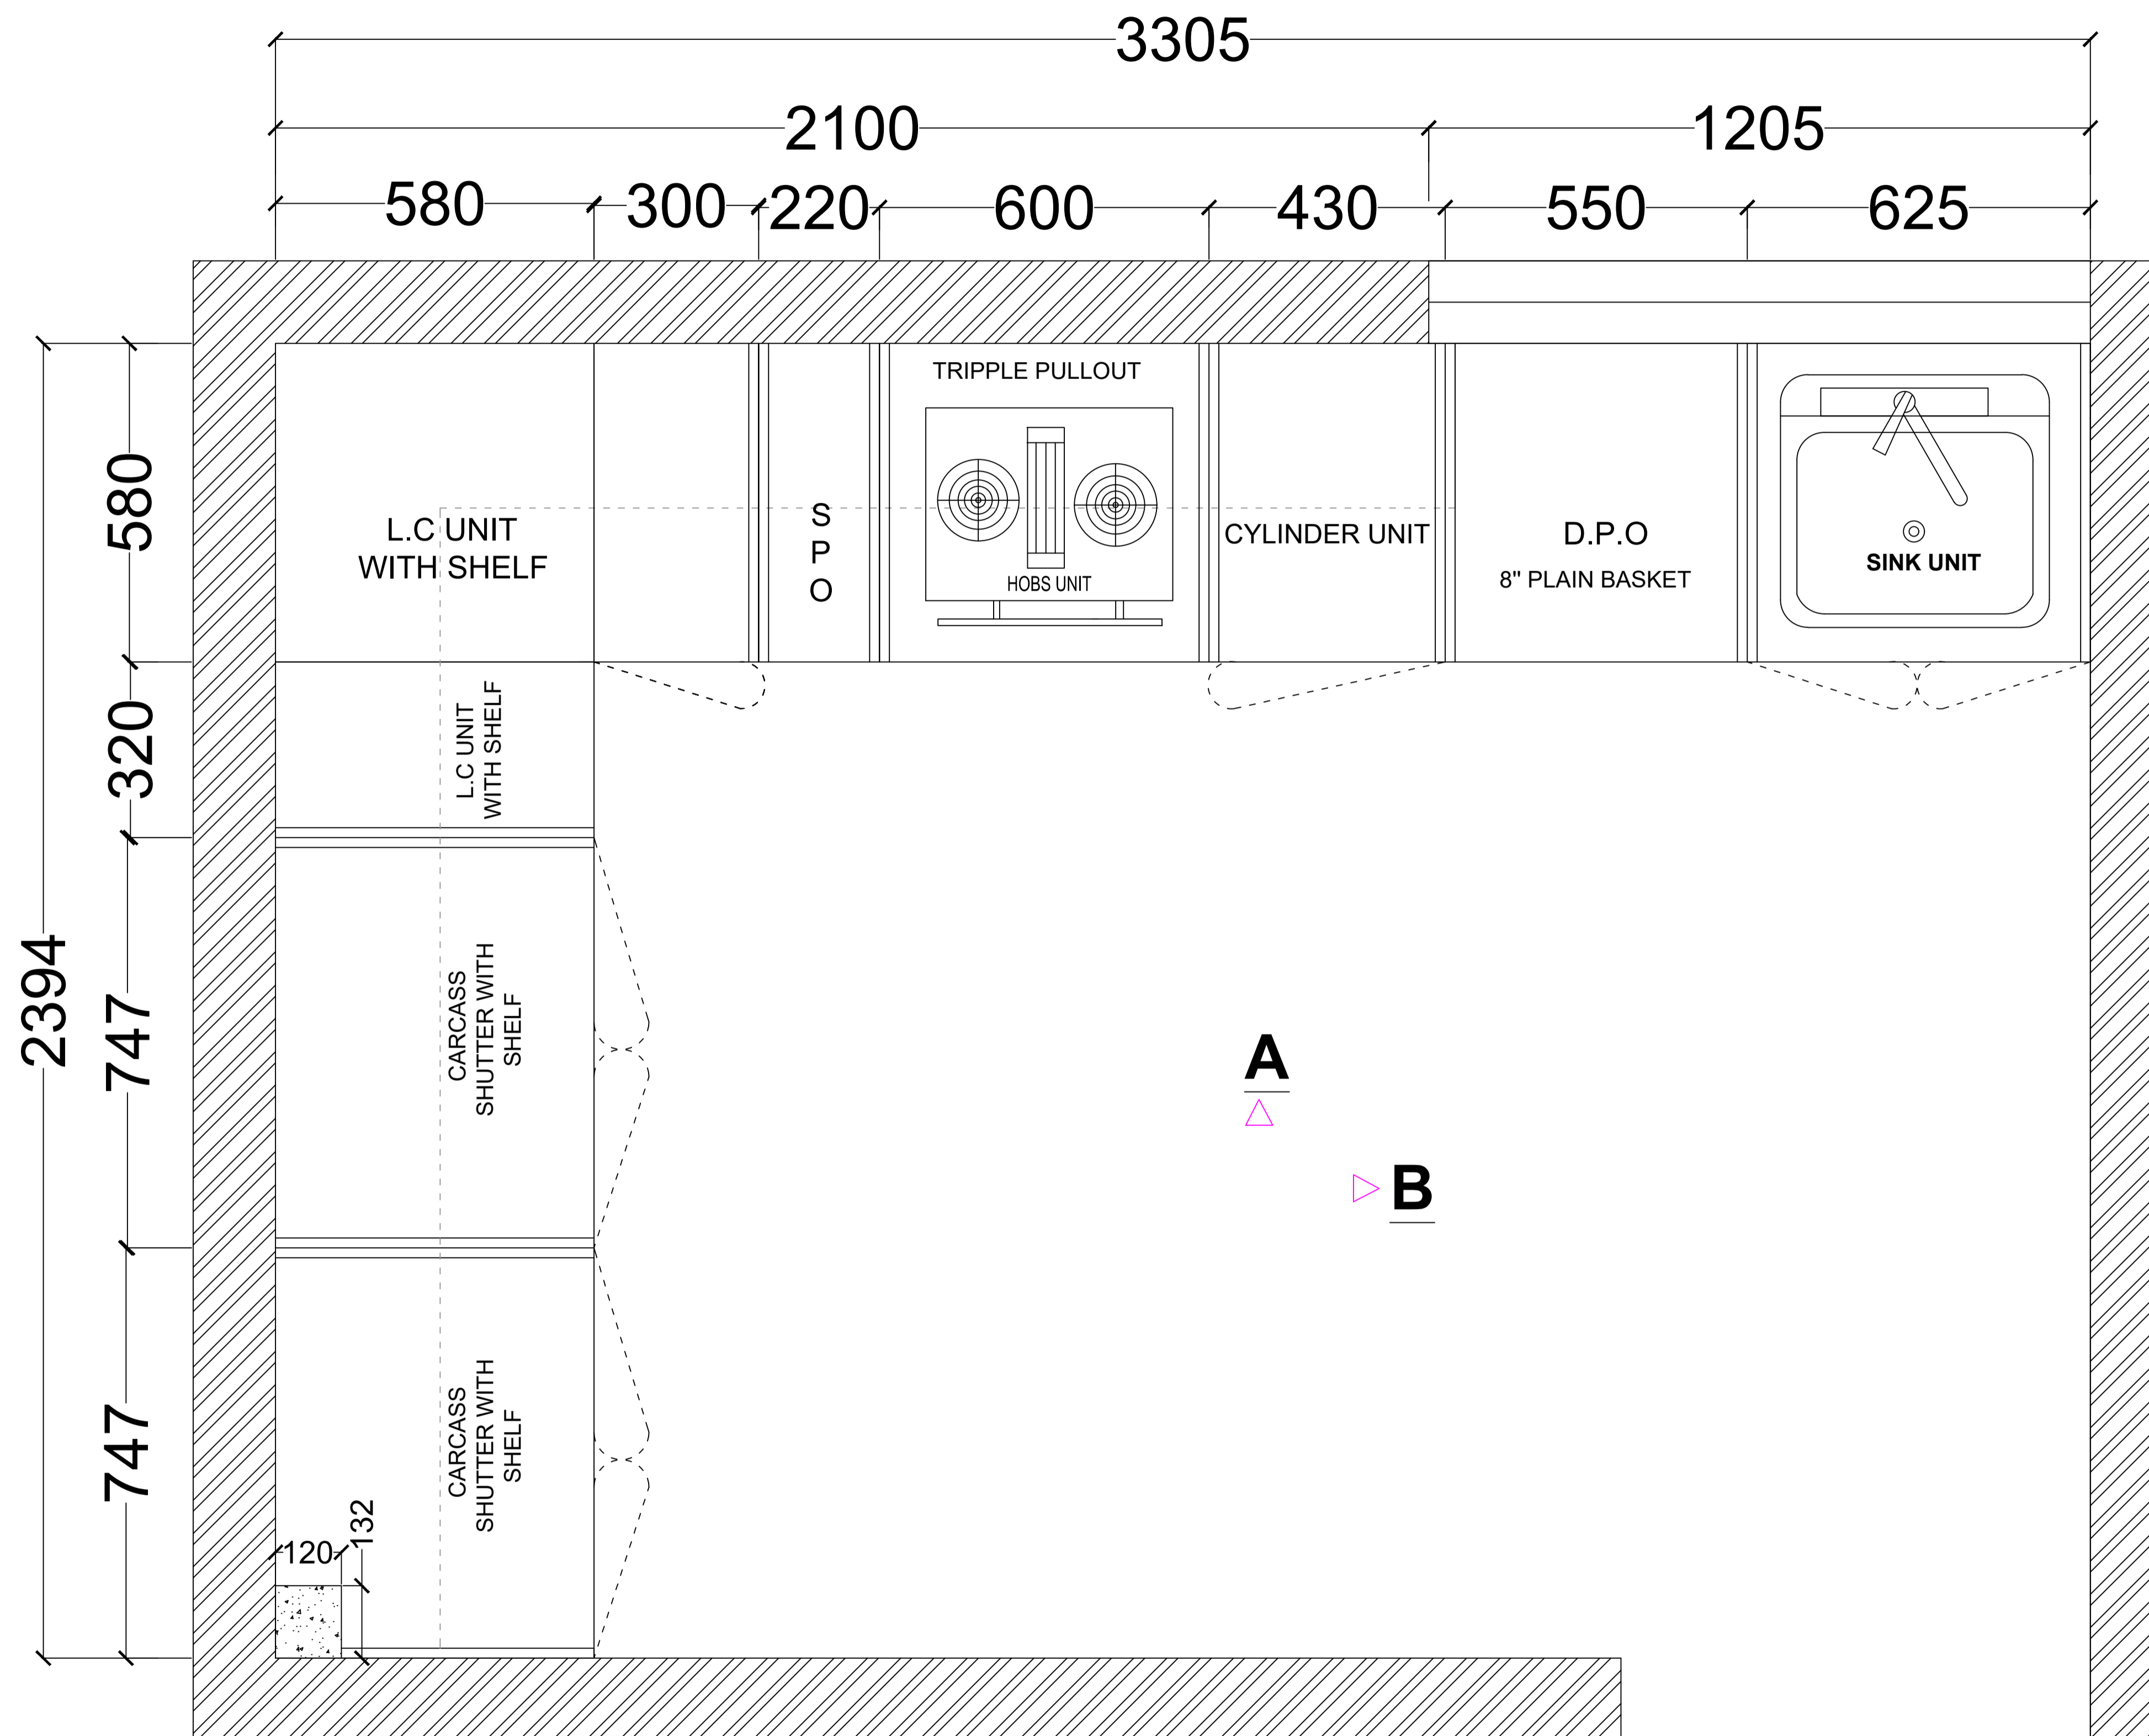 3305
2100
1205
580
300
220
600
430
550
625
TRIPPLE PULLOUT
HOBS UNIT
L.C UNIT
WITH SHELF
S
P
O
CYLINDER UNIT
D.P.O
8" PLAIN BASKET
SINK UNIT
580
320
747
747
2394
L.C UNIT
WITH SHELF
CARCASS
SHUTTER WITH
SHELF
CARCASS
SHUTTER WITH
SHELF
A
B
120
132